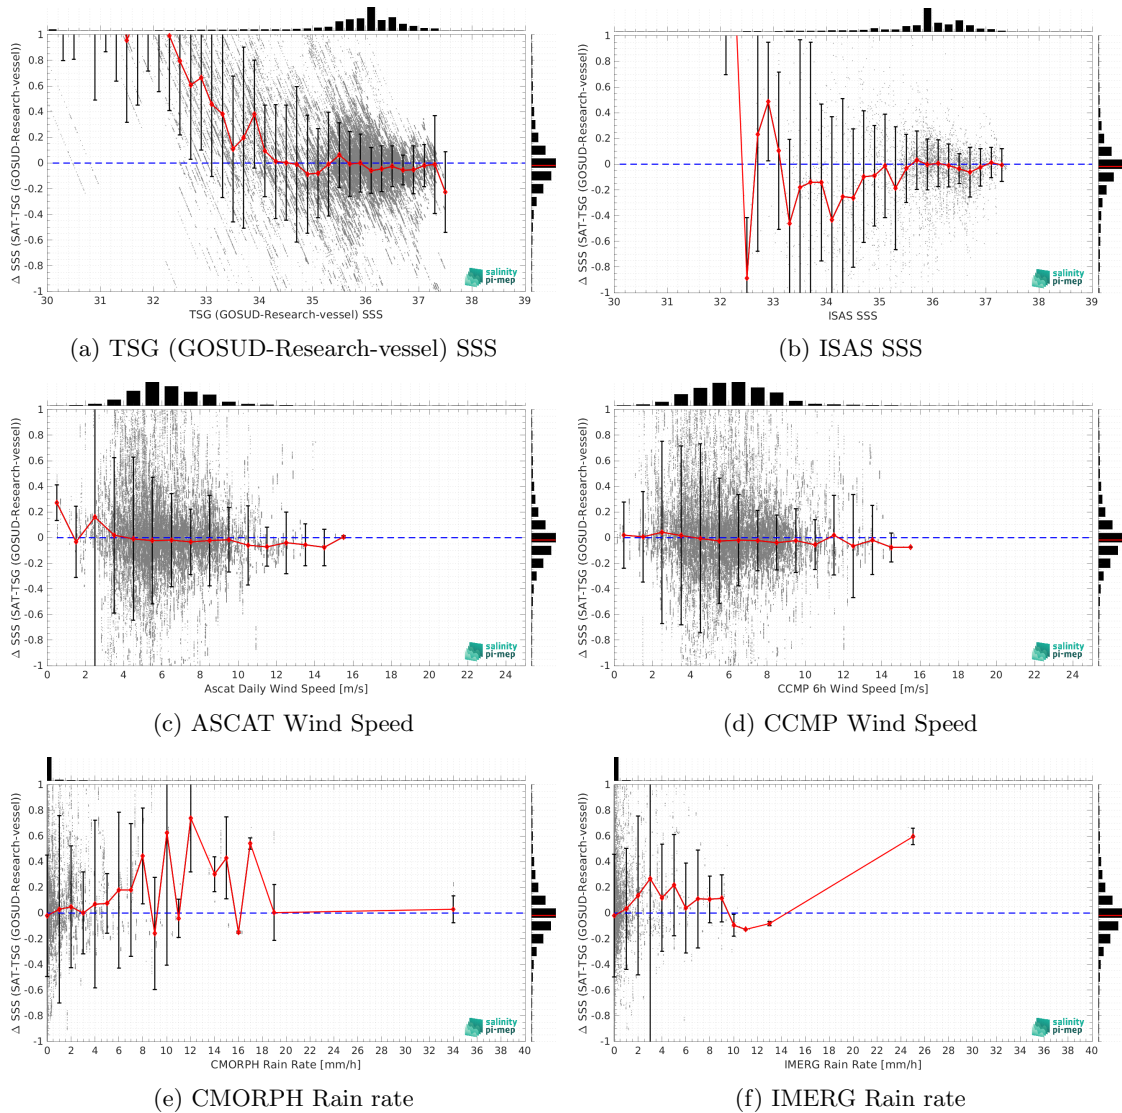 1
0.8
0.6
0.4
0.2
0
-0.2
-0.4
-0.6
-0.8
-1
Δ SSS (SAT-TSG (GOSUD-Research-vessel))
salinity
pi-mep
30 31 32 33 34 35 36 37 38 39
TSG (GOSUD-Research-vessel) SSS
(a) TSG (GOSUD-Research-vessel) SSS
1
0.8
0.6
0.4
0.2
0
-0.2
-0.4
-0.6
-0.8
-1
Δ SSS (SAT-TSG (GOSUD-Research-vessel))
salinity
pi-mep
30 31 32 33 34 35 36 37 38 39
ISAS SSS
(b) ISAS SSS
1
0.8
0.6
0.4
0.2
0
-0.2
-0.4
-0.6
-0.8
-1
Δ SSS (SAT-TSG (GOSUD-Research-vessel))
salinity
pi-mep
0 2 4 6 8 10 12 14 16 18 20 22 24
Ascat Daily Wind Speed [m/s]
(c) ASCAT Wind Speed
1
0.8
0.6
0.4
0.2
0
-0.2
-0.4
-0.6
-0.8
-1
Δ SSS (SAT-TSG (GOSUD-Research-vessel))
salinity
pi-mep
0 2 4 6 8 10 12 14 16 18 20 22 24
CCMP 6h Wind Speed [m/s]
(d) CCMP Wind Speed
1
0.8
0.6
0.4
0.2
0
-0.2
-0.4
-0.6
-0.8
-1
Δ SSS (SAT-TSG (GOSUD-Research-vessel))
salinity
pi-mep
0 2 4 6 8 10 12 14 16 18 20 22 24 26 28 30 32 34 36 38 40
CMORPH Rain Rate [mm/h]
(e) CMORPH Rain rate
1
0.8
0.6
0.4
0.2
0
-0.2
-0.4
-0.6
-0.8
-1
Δ SSS (SAT-TSG (GOSUD-Research-vessel))
salinity
pi-mep
0 2 4 6 8 10 12 14 16 18 20 22 24 26 28 30 32 34 36 38 40
IMERG Rain Rate [mm/h]
(f) IMERG Rain rate